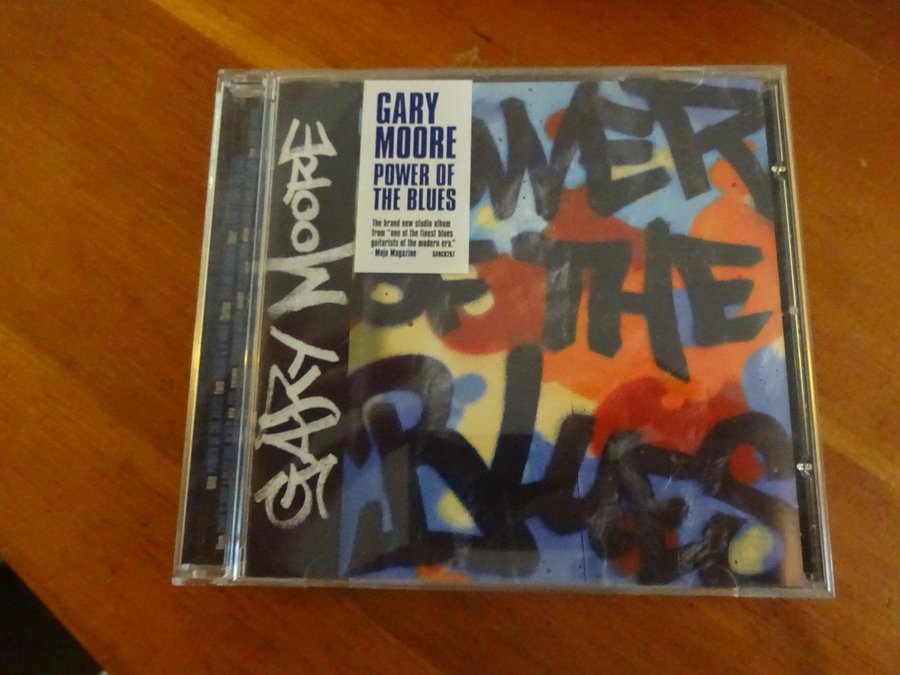 GARY MOORE
GARY
MOORE
POWER OF
THE BLUES
The brand new studio album
from "one of the finest blues
guitarists of the modern era."
- Mojo Magazine SANCD267
OF THE
BLUES